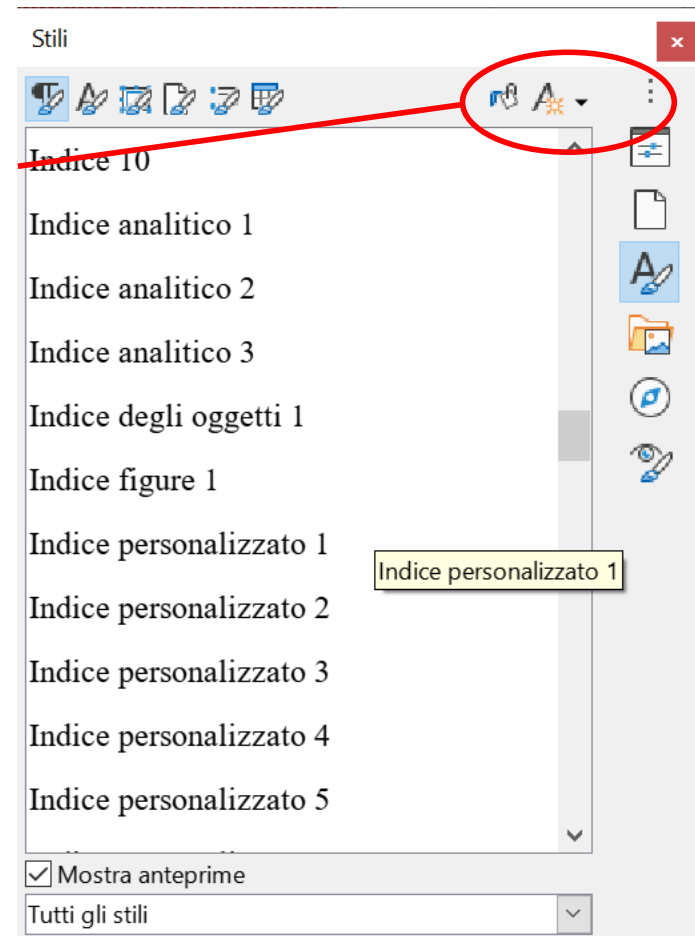 Stili
Indice 10
Indice analitico 1
Indice analitico 2
Indice analitico 3
Indice degli oggetti 1
Indice figure 1
Indice personalizzato 1
Indice personalizzato 1
Indice personalizzato 2
Indice personalizzato 3
Indice personalizzato 4
Indice personalizzato 5
Mostra anteprime
Tutti gli stili